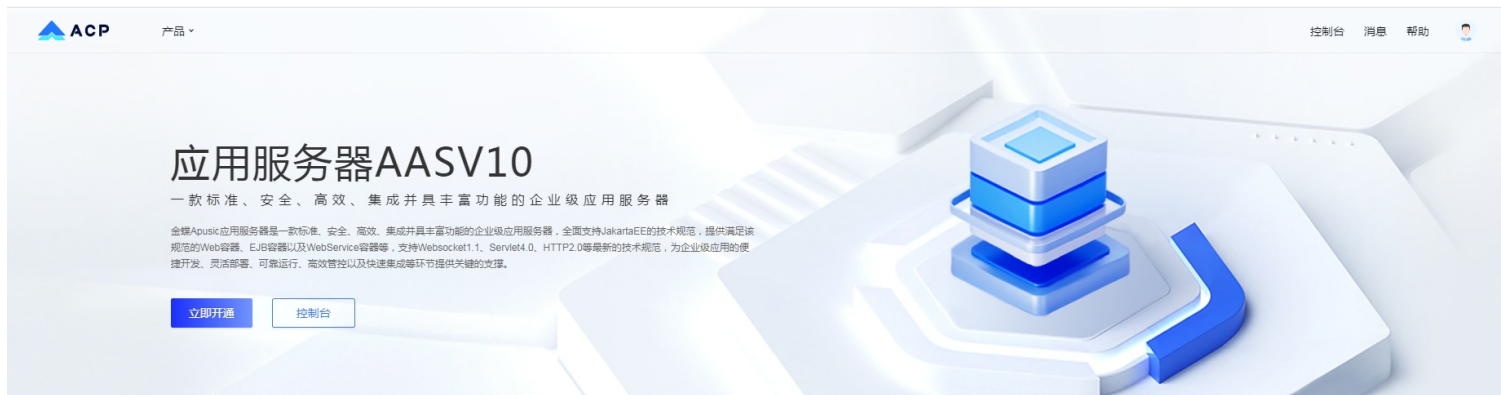 ACP 产品 控制台 消息 帮助
应用服务器AASV10
一款标准、安全、高效、集成并具丰富功能的企业级应用服务器
金蝶Apusic应用服务器是一款标准、安全、高效、集成并具丰富功能的企业级应用服务器，全面支持JakartaEE的技术规范，提供满足该
规范的Web容器、EJB容器以及WebService容器等，支持Websocket1.1、Servlet4.0、HTTP2.0等最新的技术规范，为企业级应用的便
捷开发、灵活部署、可靠运行、高效管控以及快速集成等环节提供关键的支撑。
立即开通 控制台